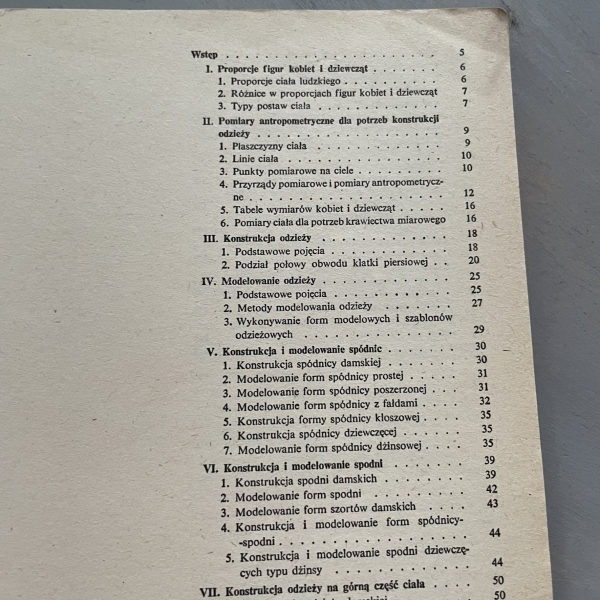 Wstęp . . . . . . . . . . . . . . . . . . . . . . 5
I. Proporcje figur kobiet i dziewcząt . . . . . . . 6
1. Proporcje ciała ludzkiego . . . . . . . . . . . 6
2. Różnice w proporcjach figur kobiet i dziewcząt 7
3. Typy postaw ciała . . . . . . . . . . . . . 7
II. Pomiary antropometryczne dla potrzeb konstrukcji
odzieży . . . . . . . . . . . . . . . . . . . 9
1. Płaszczyzny ciała . . . . . . . . . . . . . . 9
2. Linie ciała . . . . . . . . . . . . . . . . 10
3. Punkty pomiarowe na ciele . . . . . . . . . . 10
4. Przyrządy pomiarowe i pomiary antropometrycz-
ne . . . . . . . . . . . . . . . . . . . . 12
5. Tabele wymiarów kobiet i dziewcząt . . . . . . 16
6. Pomiary ciała dla potrzeb krawiectwa miarowego 16
III. Konstrukcja odzieży . . . . . . . . . . . . . 18
1. Podstawowe pojęcia . . . . . . . . . . . . . 18
2. Podział połowy obwodu klatki piersiowej . . 20
IV. Modelowanie odzieży . . . . . . . . . . . . . 25
1. Podstawowe pojęcia . . . . . . . . . . . . 25
2. Metody modelowania odzieży . . . . . . . 27
3. Wykonywanie form modelowych i szablonów
odzieżowych . . . . . . . . . . . . . . . 29
V. Konstrukcja i modelowanie spódnic . . . . . . . 30
1. Konstrukcja spódnicy damskiej . . . . . . . 30
2. Modelowanie form spódnicy prostej . . . . . 31
3. Modelowanie form spódnicy poszerzonej . . . . 31
4. Modelowanie form spódnicy z fałdami . . . . 32
5. Konstrukcja formy spódnicy kloszowej . . . . 35
6. Konstrukcja spódnicy dziewczęcej . . . . . . 35
7. Modelowanie form spódnicy dżinsowej . . . . 35
VI. Konstrukcja i modelowanie spodni . . . . . . . 39
1. Konstrukcja spodni damskich . . . . . . . . 39
2. Modelowanie form spodni . . . . . . . . . 42
3. Modelowanie form szortów damskich . . . . 43
4. Konstrukcja i modelowanie form spódnicy-
-spodni . . . . . . . . . . . . . . . . . 44
5. Konstrukcja i modelowanie spodni dziewczę-
cych typu dżinsy . . . . . . . . . . . . 44
VII. Konstrukcja odzieży na górną część ciała . . . . 50
50